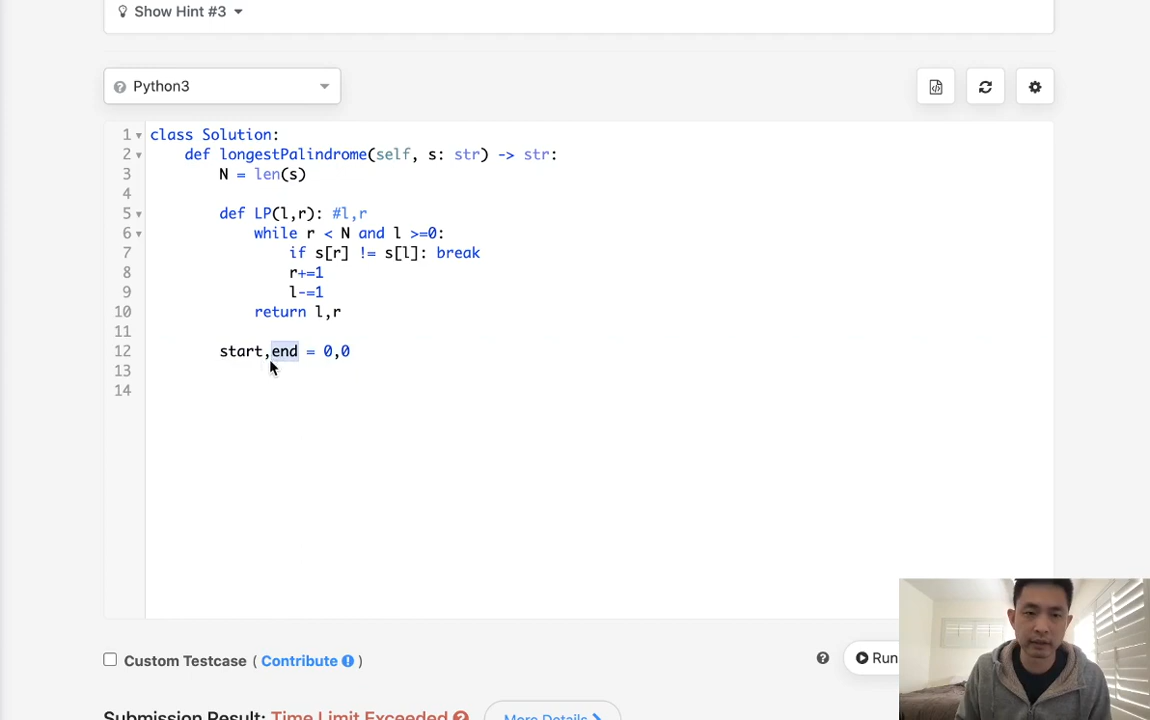 Show Hint #3
Python3
1 class Solution:
2     def longestPalindrome(self, s: str) -> str:
3         N = len(s)
4
5         def LP(l,r): #l,r
6             while r < N and l >=0:
7                 if s[r] != s[l]: break
8                 r+=1
9                 l-=1
10             return l,r
11
12         start,end = 0,0
13
14
Custom Testcase ( Contribute )
Run
Submission Result: Time Limit Exceeded
More Details